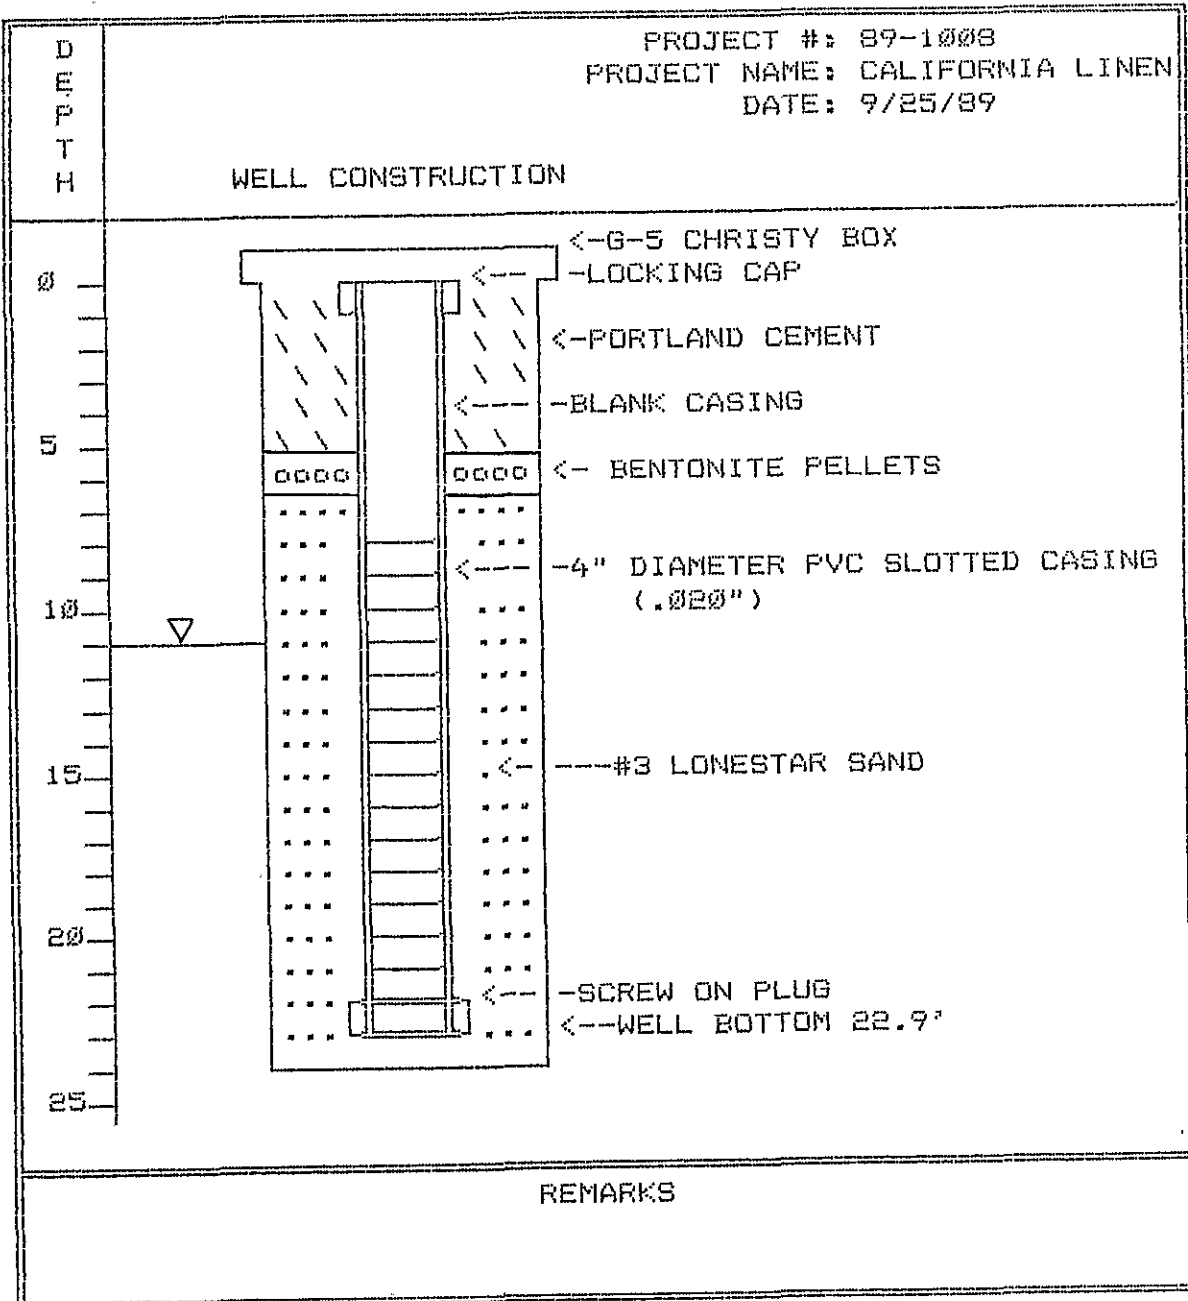 DEPTH
PROJECT #: 89-1008
PROJECT NAME: CALIFORNIA LINEN
DATE: 9/25/89
WELL CONSTRUCTION
<-G-5 CHRISTY BOX
<-- -LOCKING CAP
0
<-PORTLAND CEMENT
<---- -BLANK CASING
5
<- BENTONITE PELLETS
<---- -4" DIAMETER PVC SLOTTED CASING
(.020")
10
15
<- ---#3 LONESTAR SAND
20
<-- -SCREW ON PLUG
<--WELL BOTTOM 22.9'
25
REMARKS